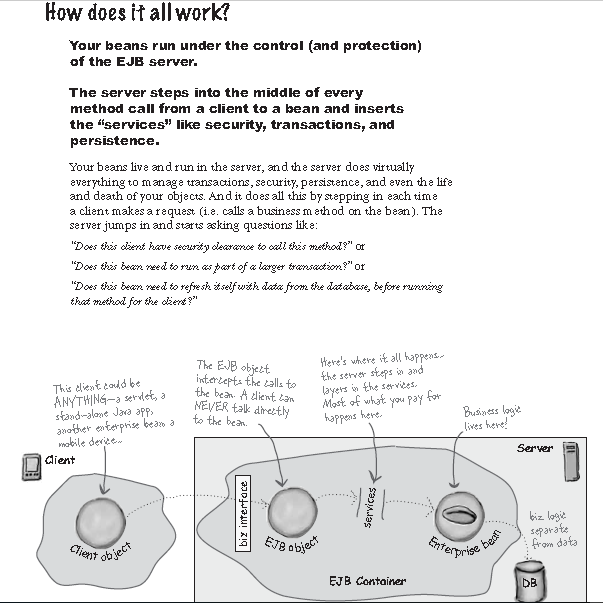 How does it all work?
Your beans run under the control (and protection)
of the EJB server.
The server steps into the middle of every
method call from a client to a bean and inserts
the “services” like security, transactions, and
persistence.
Your beans live and run in the server, and the server does virtually
everything to manage transactions, security, persistence, and even the life
and death of your objects. And it does all this by stepping in each time
a client makes a request (i.e. calls a business method on the bean). The
server jumps in and starts asking questions like:
“Does this client have security clearance to call this method?” or
“Does this bean need to run as part of a larger transaction?” or
“Does this bean need to refresh itself with data from the database, before running
that method for the client?”
This client could be
ANYTHING—a servlet, a
stand-alone Java app,
another enterprise bean, a
mobile device...
The EJB object
intercepts the calls to
the bean. A client can
NEVER talk directly
to the bean.
Here's where it all happens...
the server steps in and
layers in the services.
Most of what you pay for
happens here.
Business logic
lives here!
Client
Server
Client object
biz interface
EJB object
services
Enterprise bean
biz logic
separate
from data
EJB Container
DB